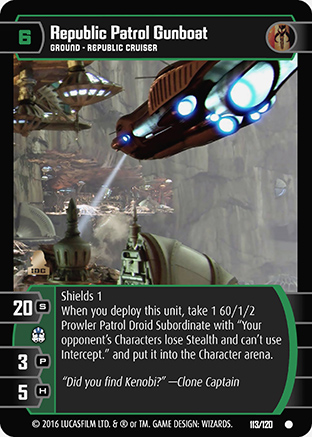 6
Republic Patrol Gunboat
GROUND - REPUBLIC CRUISER
IDC
20 S
3 P
5 H
Shields 1
When you deploy this unit, take 1 60/1/2
Prowler Patrol Droid Subordinate with “Your
opponent's Characters lose Stealth and can't use
Intercept.” and put it into the Character arena.
“Did you find Kenobi?” —Clone Captain
© 2016 LUCASFILM LTD. & ® or TM. GAME DESIGN: WIZARDS.
113/120